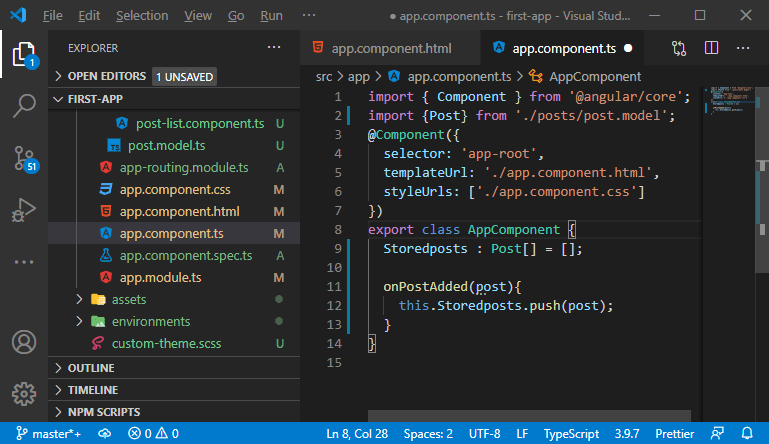 File Edit Selection View Go Run ··· app.component.ts - first-app - Visual Stud...
EXPLORER ···
OPEN EDITORS 1 UNSAVED
FIRST-APP
post-list.component.ts U
TS post.model.ts U
app-routing.module.ts A
app.component.css M
app.component.html M
app.component.ts M
app.component.spec.ts A
app.module.ts M
assets
environments
custom-theme.scss U
OUTLINE
TIMELINE
NPM SCRIPTS
1
51
app.component.html app.component.ts ●
src > app > app.component.ts > AppComponent
1 import { Component } from '@angular/core';
2 import {Post} from './posts/post.model';
3 @Component({
4 selector: 'app-root',
5 templateUrl: './app.component.html',
6 styleUrls: ['./app.component.css']
7 })
8 export class AppComponent {
9 Storedposts : Post[] = [];
10
11 onPostAdded(post){
12 this.Storedposts.push(post);
13 }
14 }
15
master*+ 0 0 Ln 8, Col 28 Spaces: 2 UTF-8 LF TypeScript 3.9.7 Prettier